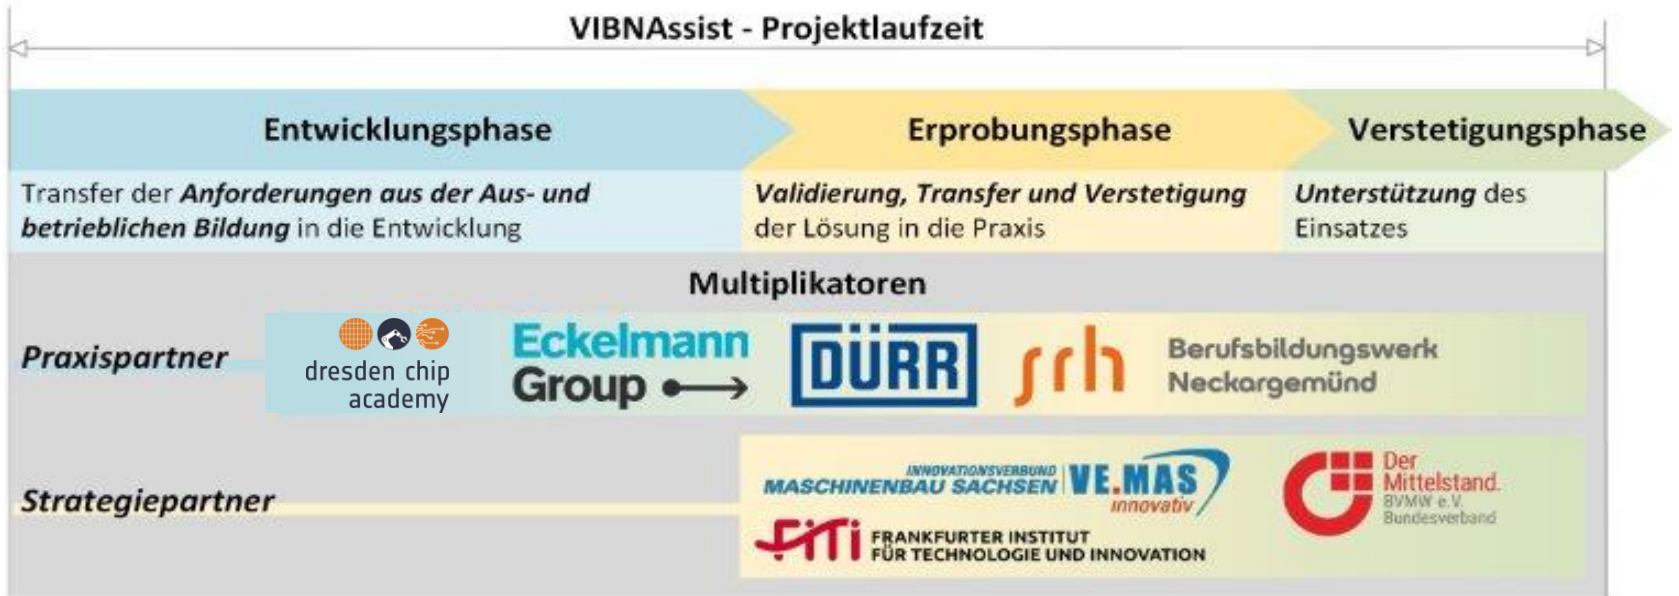 VIBNAssist - Projektlaufzeit
Entwicklungsphase
Erprobungsphase
Verstetigungsphase
Transfer der Anforderungen aus der Aus- und
betrieblichen Bildung in die Entwicklung
Validierung, Transfer und Verstetigung
der Lösung in die Praxis
Unterstützung des
Einsatzes
Multiplikatoren
Praxispartner
dresden chip
academy
Eckelmann
Group
DÜRR
srh
Berufsbildungswerk
Neckargemünd
Strategiepartner
INNOVATIONSVERBUND
MASCHINENBAU SACHSEN
VE.MAS
innovativ
FiTi
FRANKFURTER INSTITUT
FÜR TECHNOLOGIE UND INNOVATION
Der
Mittelstand.
BVMW e.V.
Bundesverband